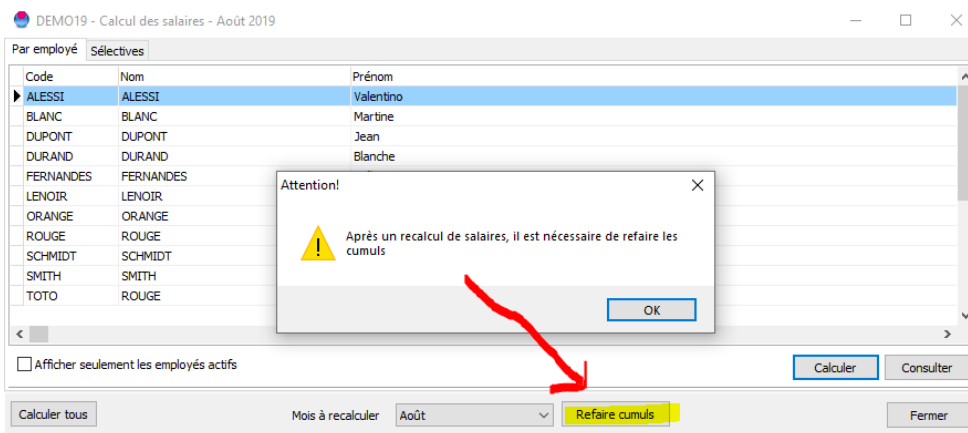 DEMO19 - Calcul des salaires - Août 2019
Par employé Sélectives
Code Nom Prénom
ALESSI ALESSI Valentino
BLANC BLANC Martine
DUPONT DUPONT Jean
DURAND DURAND Blanche
FERNANDES FERNANDES
LENOIR LENOIR
ORANGE ORANGE
ROUGE ROUGE
SCHMIDT SCHMIDT
SMITH SMITH
TOTO ROUGE
Attention!
Après un recalcul de salaires, il est nécessaire de refaire les
cumuls
OK
Afficher seulement les employés actifs
Calculer Consulter
Calculer tous Mois à recalculer Août Refaire cumuls Fermer